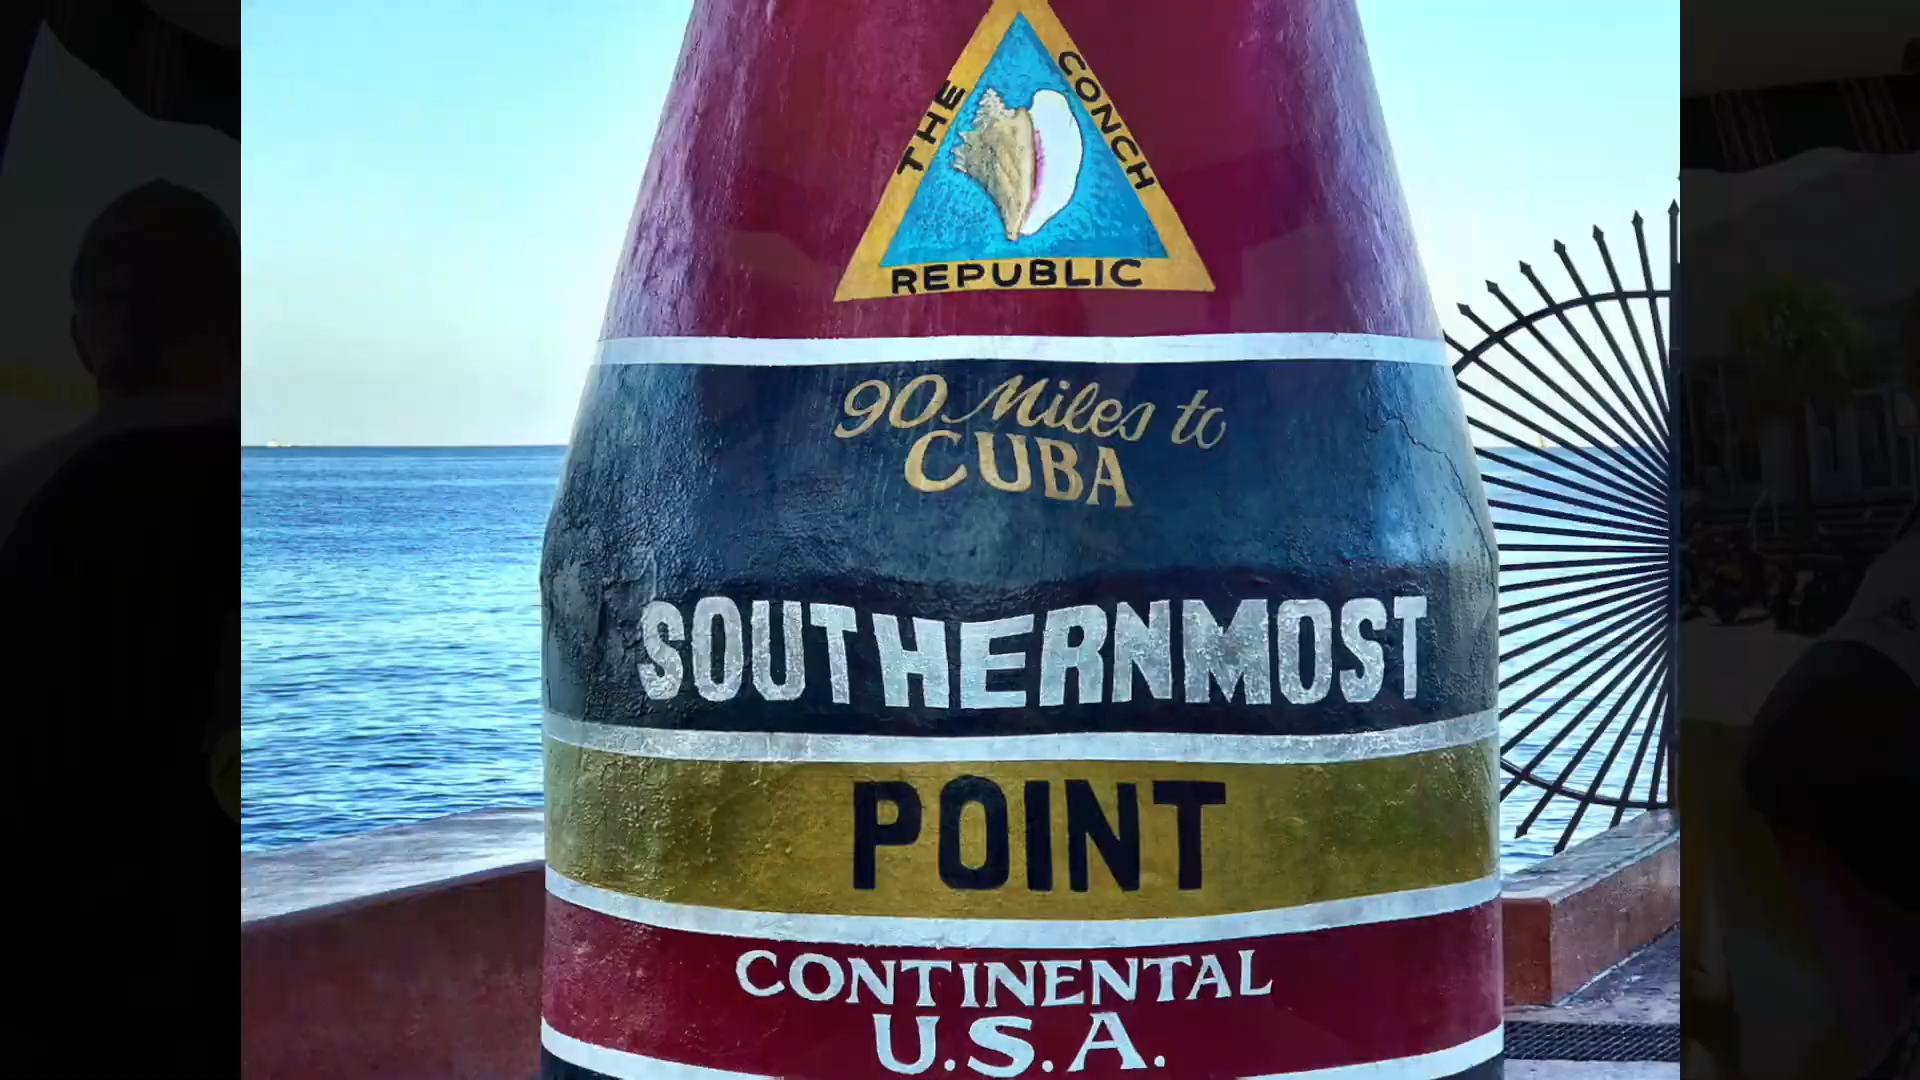 THE CONCH
REPUBLIC
90 Miles to
CUBA
SOUTHERNMOST
POINT
CONTINENTAL
U.S.A.